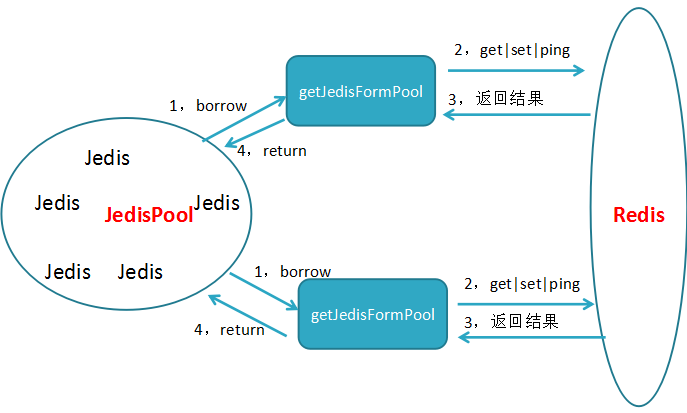 2，get|set|ping
getJedisFormPool
3，返回结果
1，borrow
4，return
Jedis
Jedis
JedisPool
Jedis
Redis
Jedis
Jedis
1，borrow
2，get|set|ping
getJedisFormPool
3，返回结果
4，return